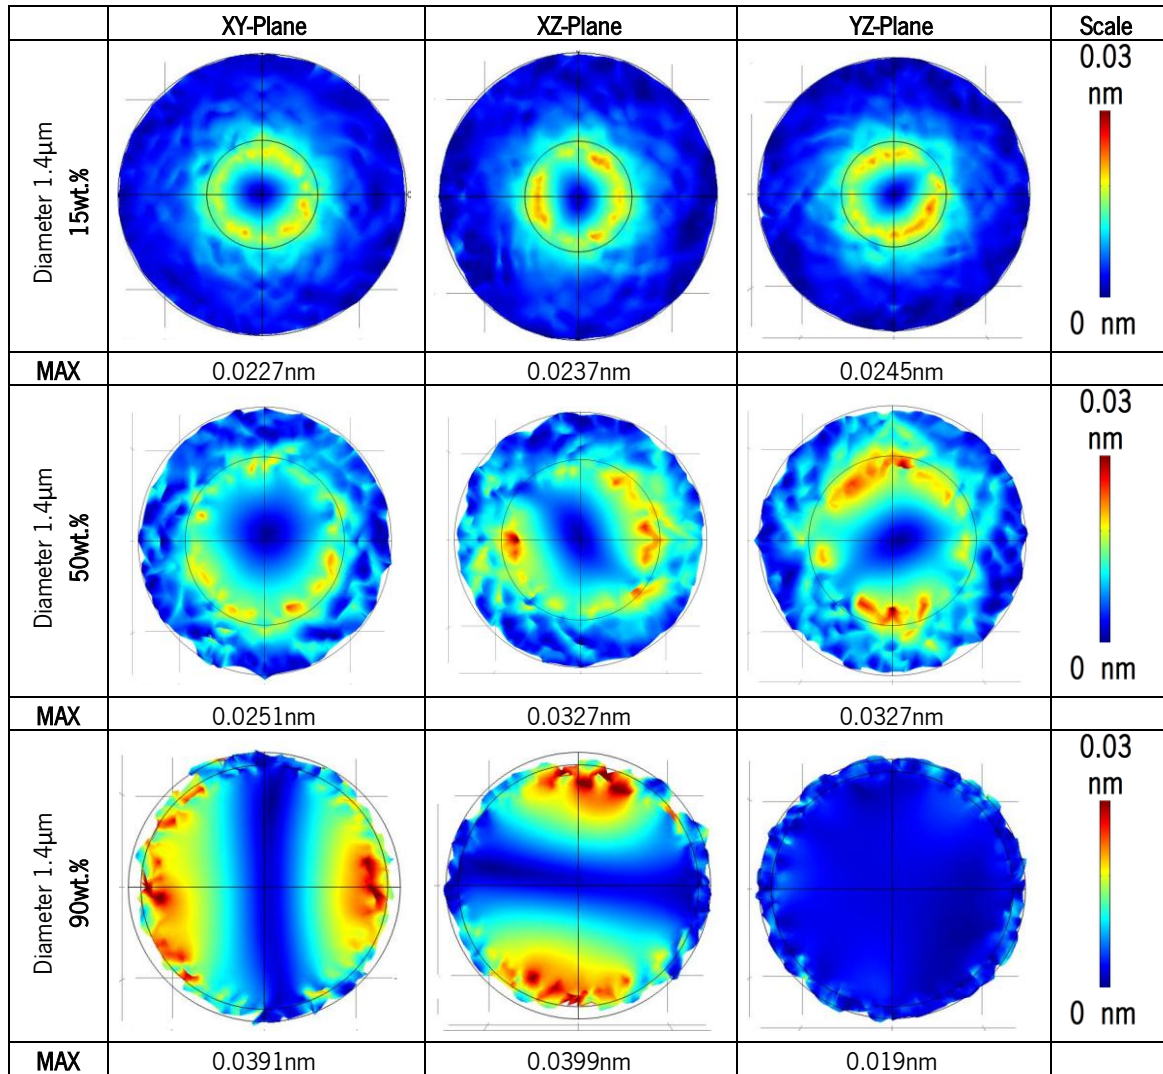 XY-Plane XZ-Plane YZ-Plane Scale
Diameter 1.4µm
15wt.%
0.03
nm
0 nm
MAX 0.0227nm 0.0237nm 0.0245nm
Diameter 1.4µm
50wt.%
0.03
nm
0 nm
MAX 0.0251nm 0.0327nm 0.0327nm
Diameter 1.4µm
90wt.%
0.03
nm
0 nm
MAX 0.0391nm 0.0399nm 0.019nm